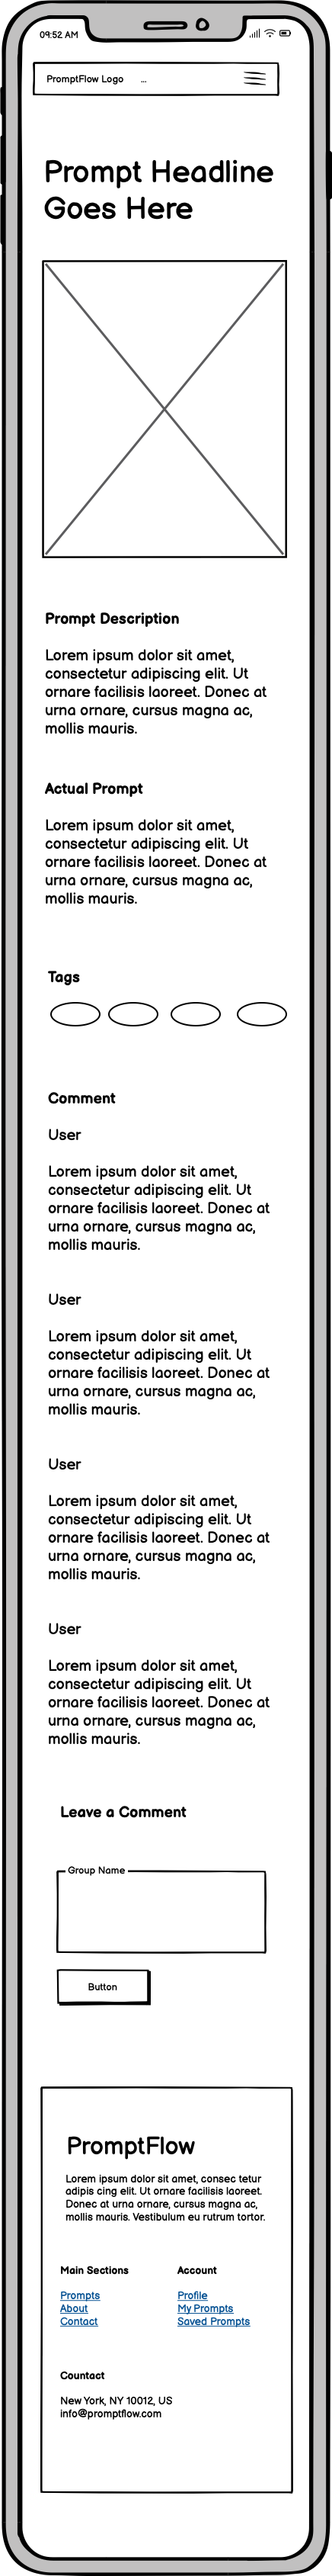 09:52 AM
PromptFlow Logo ...
Prompt Headline
Goes Here
Prompt Description
Lorem ipsum dolor sit amet,
consectetur adipiscing elit. Ut
ornare facilisis laoreet. Donec at
urna ornare, cursus magna ac,
mollis mauris.
Actual Prompt
Lorem ipsum dolor sit amet,
consectetur adipiscing elit. Ut
ornare facilisis laoreet. Donec at
urna ornare, cursus magna ac,
mollis mauris.
Tags
Comment
User
Lorem ipsum dolor sit amet,
consectetur adipiscing elit. Ut
ornare facilisis laoreet. Donec at
urna ornare, cursus magna ac,
mollis mauris.
User
Lorem ipsum dolor sit amet,
consectetur adipiscing elit. Ut
ornare facilisis laoreet. Donec at
urna ornare, cursus magna ac,
mollis mauris.
User
Lorem ipsum dolor sit amet,
consectetur adipiscing elit. Ut
ornare facilisis laoreet. Donec at
urna ornare, cursus magna ac,
mollis mauris.
User
Lorem ipsum dolor sit amet,
consectetur adipiscing elit. Ut
ornare facilisis laoreet. Donec at
urna ornare, cursus magna ac,
mollis mauris.
Leave a Comment
Group Name
Button
PromptFlow
Lorem ipsum dolor sit amet, consec tetur
adipis cing elit. Ut ornare facilisis laoreet.
Donec at urna ornare, cursus magna ac,
mollis mauris. Vestibulum eu rutrum tortor.
Main Sections
Prompts
About
Contact
Account
Profile
My Prompts
Saved Prompts
Countact
New York, NY 10012, US
info@promptflow.com